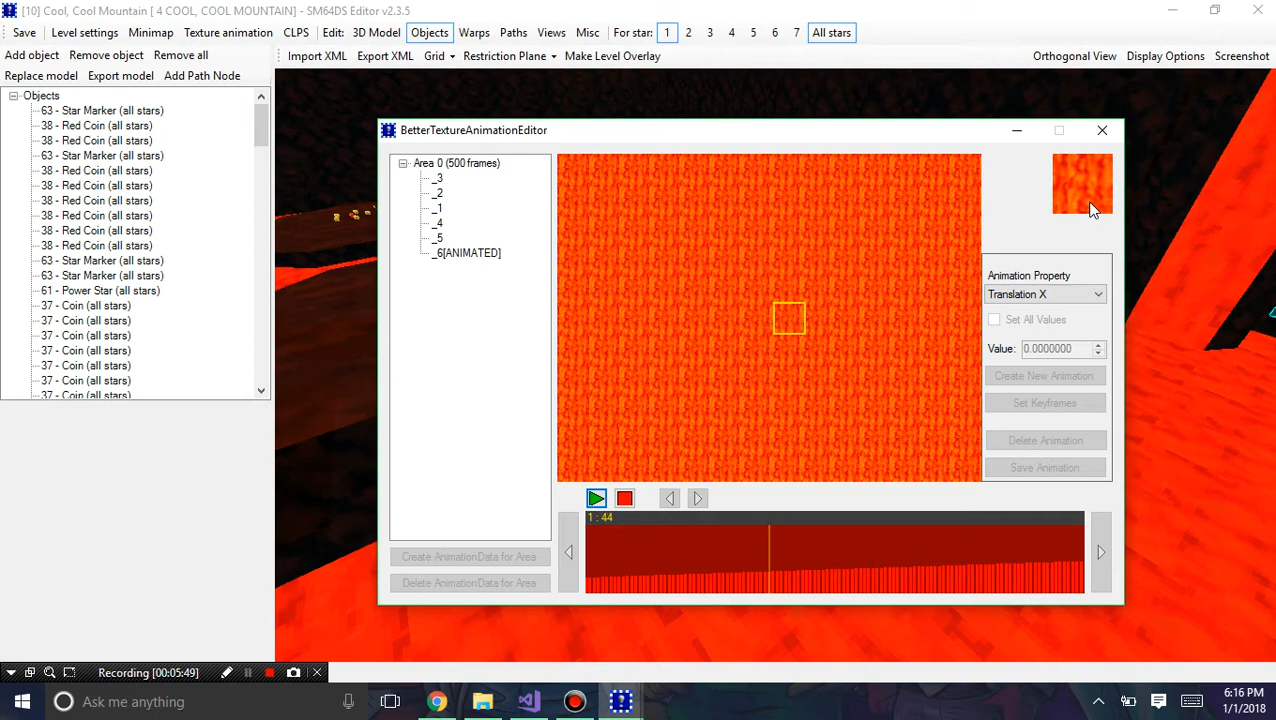 [10] Cool, Cool Mountain [ 4 COOL, COOL MOUNTAIN] - SM64DS Editor v2.3.5
Save Level settings Minimap Texture animation CLPS Edit: 3D Model Objects Warps Paths Views Misc For star: 1 2 3 4 5 6 7 All stars
Add object Remove object Remove all Import XML Export XML Grid Restriction Plane Make Level Overlay Orthogonal View Display Options Screenshot
Replace model Export model Add Path Node
Objects
63 - Star Marker (all stars)
38 - Red Coin (all stars)
38 - Red Coin (all stars)
63 - Star Marker (all stars)
38 - Red Coin (all stars)
38 - Red Coin (all stars)
38 - Red Coin (all stars)
38 - Red Coin (all stars)
38 - Red Coin (all stars)
38 - Red Coin (all stars)
63 - Star Marker (all stars)
63 - Star Marker (all stars)
61 - Power Star (all stars)
37 - Coin (all stars)
37 - Coin (all stars)
37 - Coin (all stars)
37 - Coin (all stars)
37 - Coin (all stars)
37 - Coin (all stars)
37 - Coin (all stars)
BetterTextureAnimationEditor
Area 0 (500 frames)
_3
_2
_1
_4
_5
_6[ANIMATED]
Animation Property
Translation X
Set All Values
Value: 0.0000000
Create New Animation
Set Keyframes
Delete Animation
Save Animation
1 : 44
Create AnimationData for Area
Delete AnimationData for Area
Recording [00:05:49]
Ask me anything
6:16 PM
1/1/2018